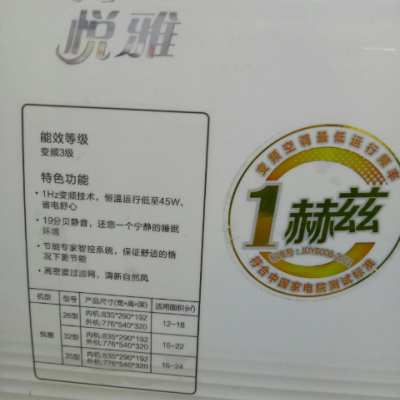 悦雅
能效等级
变频3级
特色功能
• 1Hz变频技术，恒温运行低至45W，
省电舒心
• 19分贝静音，还您一个宁静的睡眠
环境
• 节能专家智控系统，保证舒适的情
况下更节能
• 高密度过滤网，清新自然风
机型 型号 产品尺寸(宽*高*深) 适用面积(㎡)
悦雅
26型 内机:835*290*192 12-18
外机:776*540*320
32型 内机:835*290*192 15-22
外机:776*540*320
35型 内机:835*290*192 16-24
外机:776*540*320
变频空调最低运行频率
1赫兹
符合中国家电院测试标准